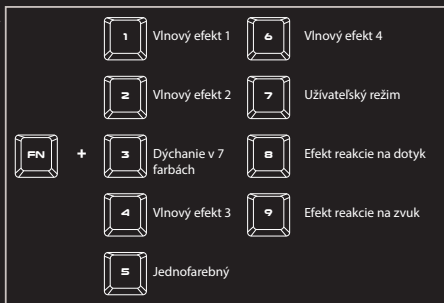 1 Vlnový efekt 1
6 Vlnový efekt 4
2 Vlnový efekt 2
7 Užívateľský režim
FN + 3 Dýchanie v 7
farbách
8 Efekt reakcie na dotyk
4 Vlnový efekt 3
9 Efekt reakcie na zvuk
5 Jednofarebný